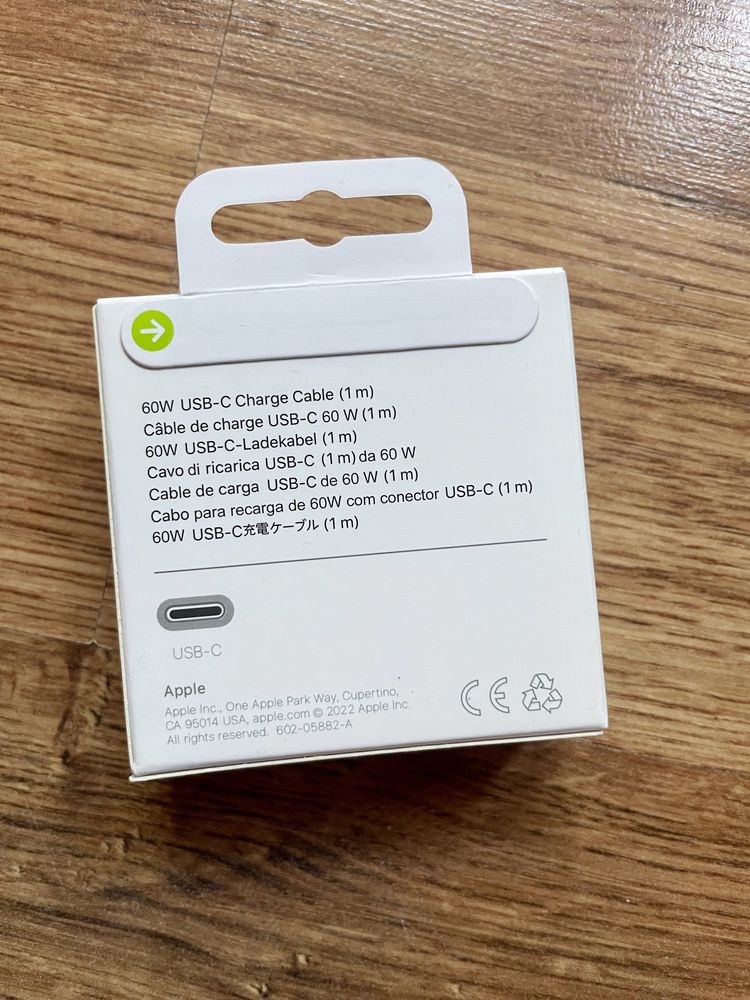 60W USB-C Charge Cable (1 m)
Câble de charge USB-C 60 W (1 m)
60W USB-C-Ladekabel (1 m)
Cavo di ricarica USB-C (1 m) da 60 W
Cable de carga USB-C de 60 W (1 m)
Cabo para recarga de 60W com conector USB-C (1 m)
60W USB-C充電ケーブル (1 m)
USB-C
Apple
Apple Inc., One Apple Park Way, Cupertino,
CA 95014 USA, apple.com © 2022 Apple Inc.
All rights reserved. 602-05882-A
CE